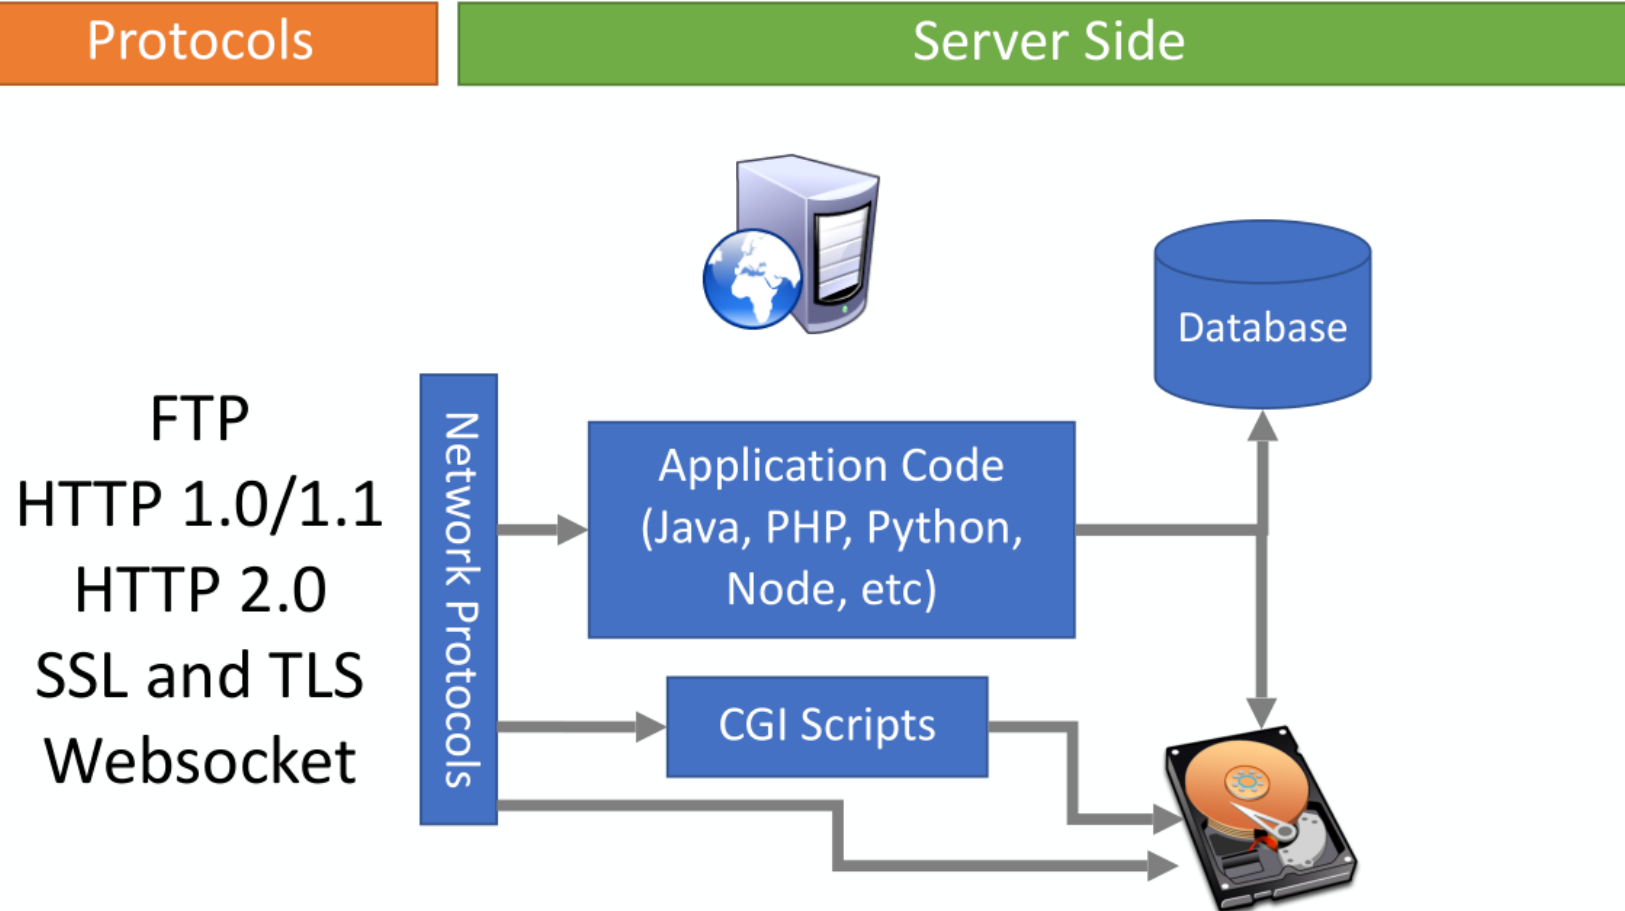 Protocols
Server Side
Database
FTP
HTTP 1.0/1.1
HTTP 2.0
SSL and TLS
Websocket
Network Protocols
Application Code
(Java, PHP, Python,
Node, etc)
CGI Scripts